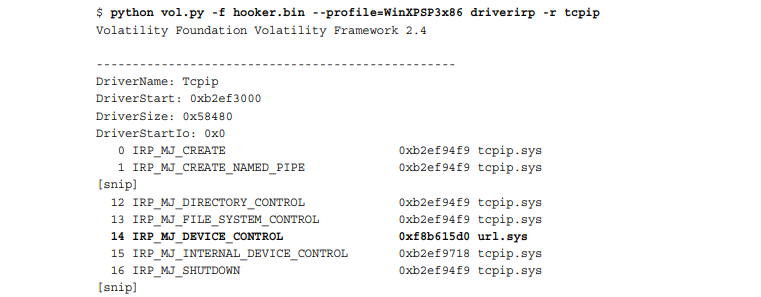 $ python vol.py -f hooker.bin --profile=WinXPSP3x86 driverirp -r tcpip
Volatility Foundation Volatility Framework 2.4
--------------------------------------------------
DriverName: Tcpip
DriverStart: 0xb2ef3000
DriverSize: 0x58480
DriverStartIo: 0x0
0 IRP_MJ_CREATE 0xb2ef94f9 tcpip.sys
1 IRP_MJ_CREATE_NAMED_PIPE 0xb2ef94f9 tcpip.sys
[snip]
12 IRP_MJ_DIRECTORY_CONTROL 0xb2ef94f9 tcpip.sys
13 IRP_MJ_FILE_SYSTEM_CONTROL 0xb2ef94f9 tcpip.sys
14 IRP_MJ_DEVICE_CONTROL 0xf8b615d0 url.sys
15 IRP_MJ_INTERNAL_DEVICE_CONTROL 0xb2ef9718 tcpip.sys
16 IRP_MJ_SHUTDOWN 0xb2ef94f9 tcpip.sys
[snip]